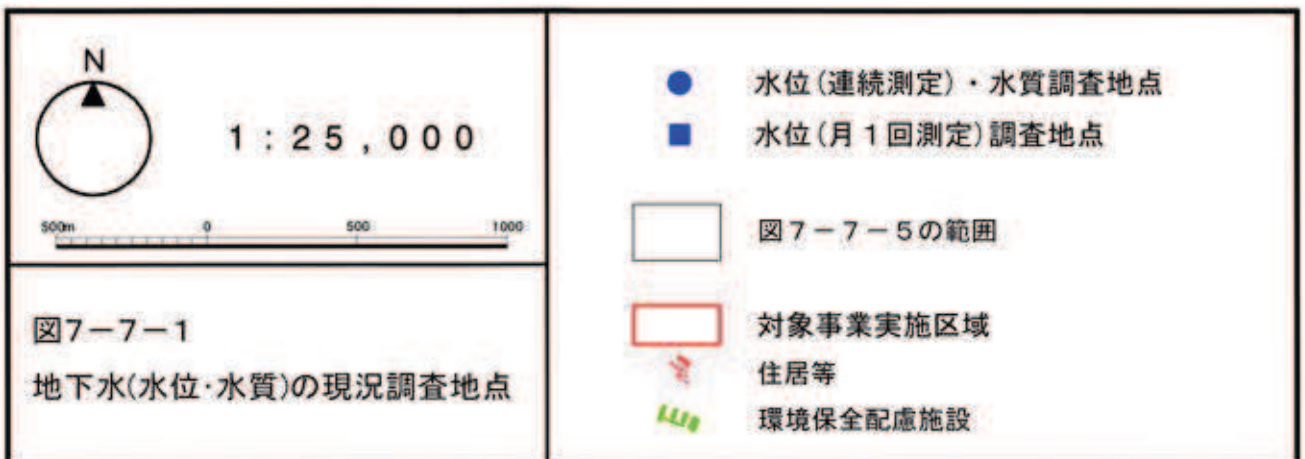 N
1:25,000
500m 0 500 1000
図7-7-1
地下水(水位・水質)の現況調査地点
水位(連続測定)・水質調査地点
水位(月1回測定)調査地点
図7-7-5の範囲
対象事業実施区域
住居等
環境保全配慮施設